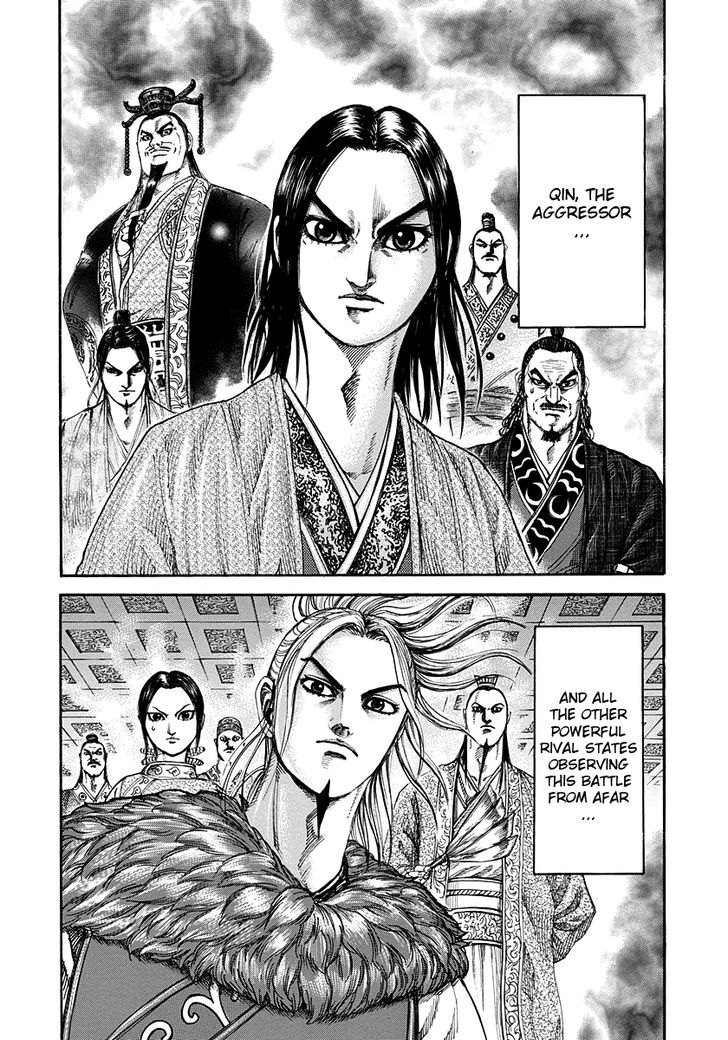 QIN, THE
AGGRESSOR
...
AND ALL
THE OTHER
POWERFUL
RIVAL STATES
OBSERVING
THIS BATTLE
FROM AFAR
...